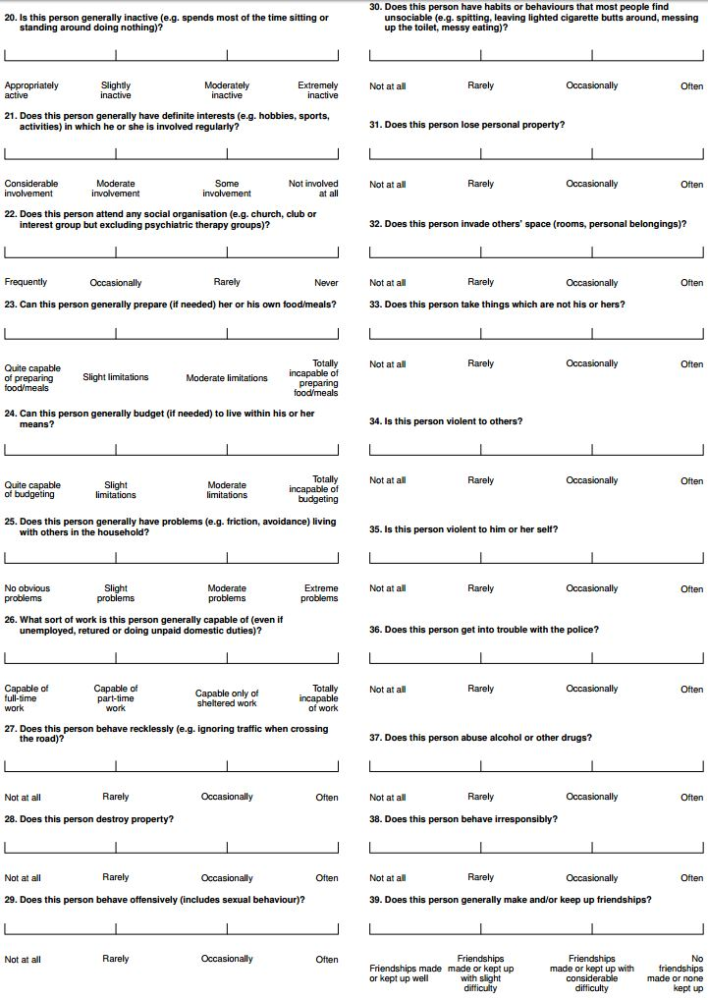 20. Is this person generally inactive (e.g. spends most of the time sitting or
standing around doing nothing)?
Appropriately active
Slightly inactive
Moderately inactive
Extremely inactive
21. Does this person generally have definite interests (e.g. hobbies, sports,
activities) in which he or she is involved regularly?
Considerable involvement
Moderate involvement
Some involvement
Not involved at all
22. Does this person attend any social organisation (e.g. church, club or
interest group but excluding psychiatric therapy groups)?
Frequently
Occasionally
Rarely
Never
23. Can this person generally prepare (if needed) her or his own food/meals?
Quite capable of preparing food/meals
Slight limitations
Moderate limitations
Totally incapable of preparing food/meals
24. Can this person generally budget (if needed) to live within his or her
means?
Quite capable of budgeting
Slight limitations
Moderate limitations
Totally incapable of budgeting
25. Does this person generally have problems (e.g. friction, avoidance) living
with others in the household?
No obvious problems
Slight problems
Moderate problems
Extreme problems
26. What sort of work is this person generally capable of (even if
unemployed, retured or doing unpaid domestic duties)?
Capable of full-time work
Capable of part-time work
Capable only of sheltered work
Totally incapable of work
27. Does this person behave recklessly (e.g. ignoring traffic when crossing
the road)?
Not at all
Rarely
Occasionally
Often
28. Does this person destroy property?
Not at all
Rarely
Occasionally
Often
29. Does this person behave offensively (includes sexual behaviour)?
Not at all
Rarely
Occasionally
Often
30. Does this person have habits or behaviours that most people find
unsociable (e.g. spitting, leaving lighted cigarette butts around, messing
up the toilet, messy eating)?
Not at all
Rarely
Occasionally
Often
31. Does this person lose personal property?
Not at all
Rarely
Occasionally
Often
32. Does this person invade others' space (rooms, personal belongings)?
Not at all
Rarely
Occasionally
Often
33. Does this person take things which are not his or hers?
Not at all
Rarely
Occasionally
Often
34. Is this person violent to others?
Not at all
Rarely
Occasionally
Often
35. Is this person violent to him or her self?
Not at all
Rarely
Occasionally
Often
36. Does this person get into trouble with the police?
Not at all
Rarely
Occasionally
Often
37. Does this person abuse alcohol or other drugs?
Not at all
Rarely
Occasionally
Often
38. Does this person behave irresponsibly?
Not at all
Rarely
Occasionally
Often
39. Does this person generally make and/or keep up friendships?
Friendships made or kept up well
Friendships made or kept up with slight difficulty
Friendships made or kept up with considerable difficulty
No friendships made or none kept up